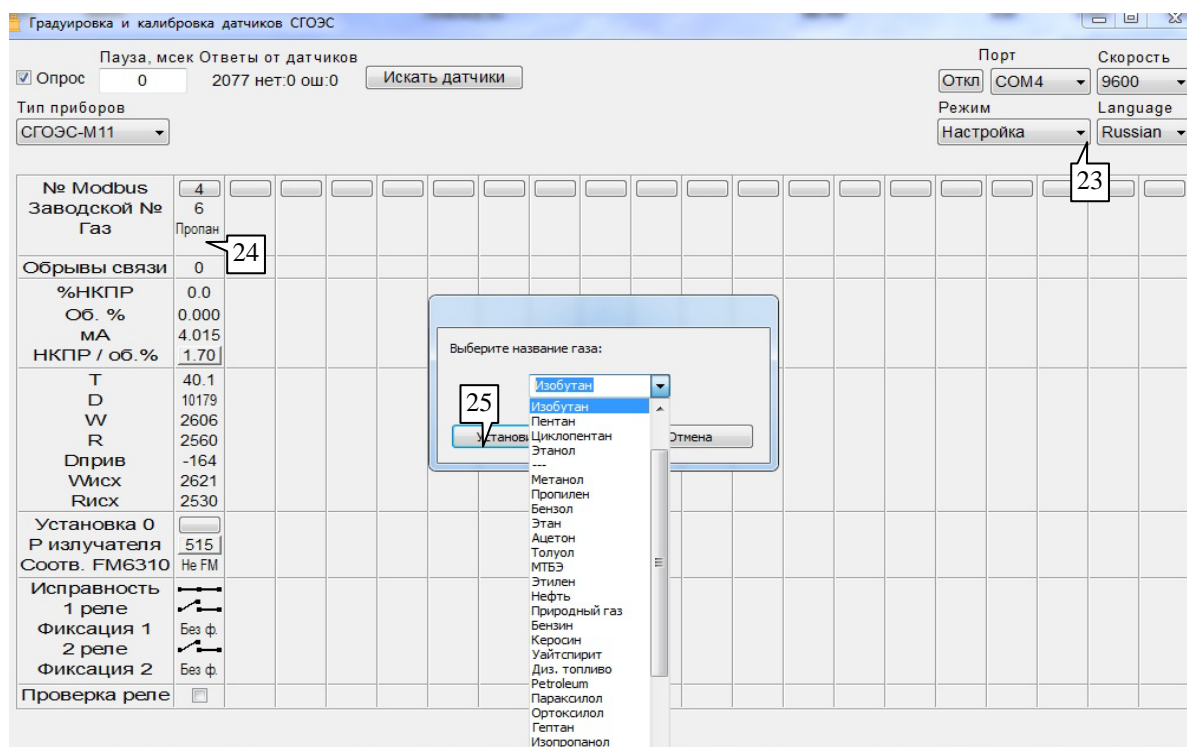 Градуировка и калибровка датчиков СГОЭС
Пауза, мсек Ответы от датчиков
Опрос 0 2077 нет:0 ош:0 Искать датчики
Порт Скорость
Откл COM4 9600
Тип приборов
Режим Language
СГОЭС-М11
Настройка Russian
23
№ Modbus 4
Заводской № 6
Газ Пропан
24
Обрывы связи 0
%НКПР 0.0
Об. % 0.000
мА 4.015
НКПР / об.% 1.70
T 40.1
D 10179
W 2606
R 2560
Dприв -164
Wисх 2621
Rисх 2530
Установка 0
Р излучателя 515
Соотв. FM6310 Не FM
Исправность
1 реле
Фиксация 1 Без ф.
2 реле
Фиксация 2 Без ф.
Проверка реле
Выберите название газа:
Изобутан
25
Установи Отмена
Изобутан
Пентан
Циклопентан
Этанол
---
Метанол
Пропилен
Бензол
Этан
Ацетон
Толуол
МТБЭ
Этилен
Нефть
Природный газ
Бензин
Керосин
Уайтспирит
Диз. топливо
Petroleum
Параксилол
Ортоксилол
Гептан
Изопропанол